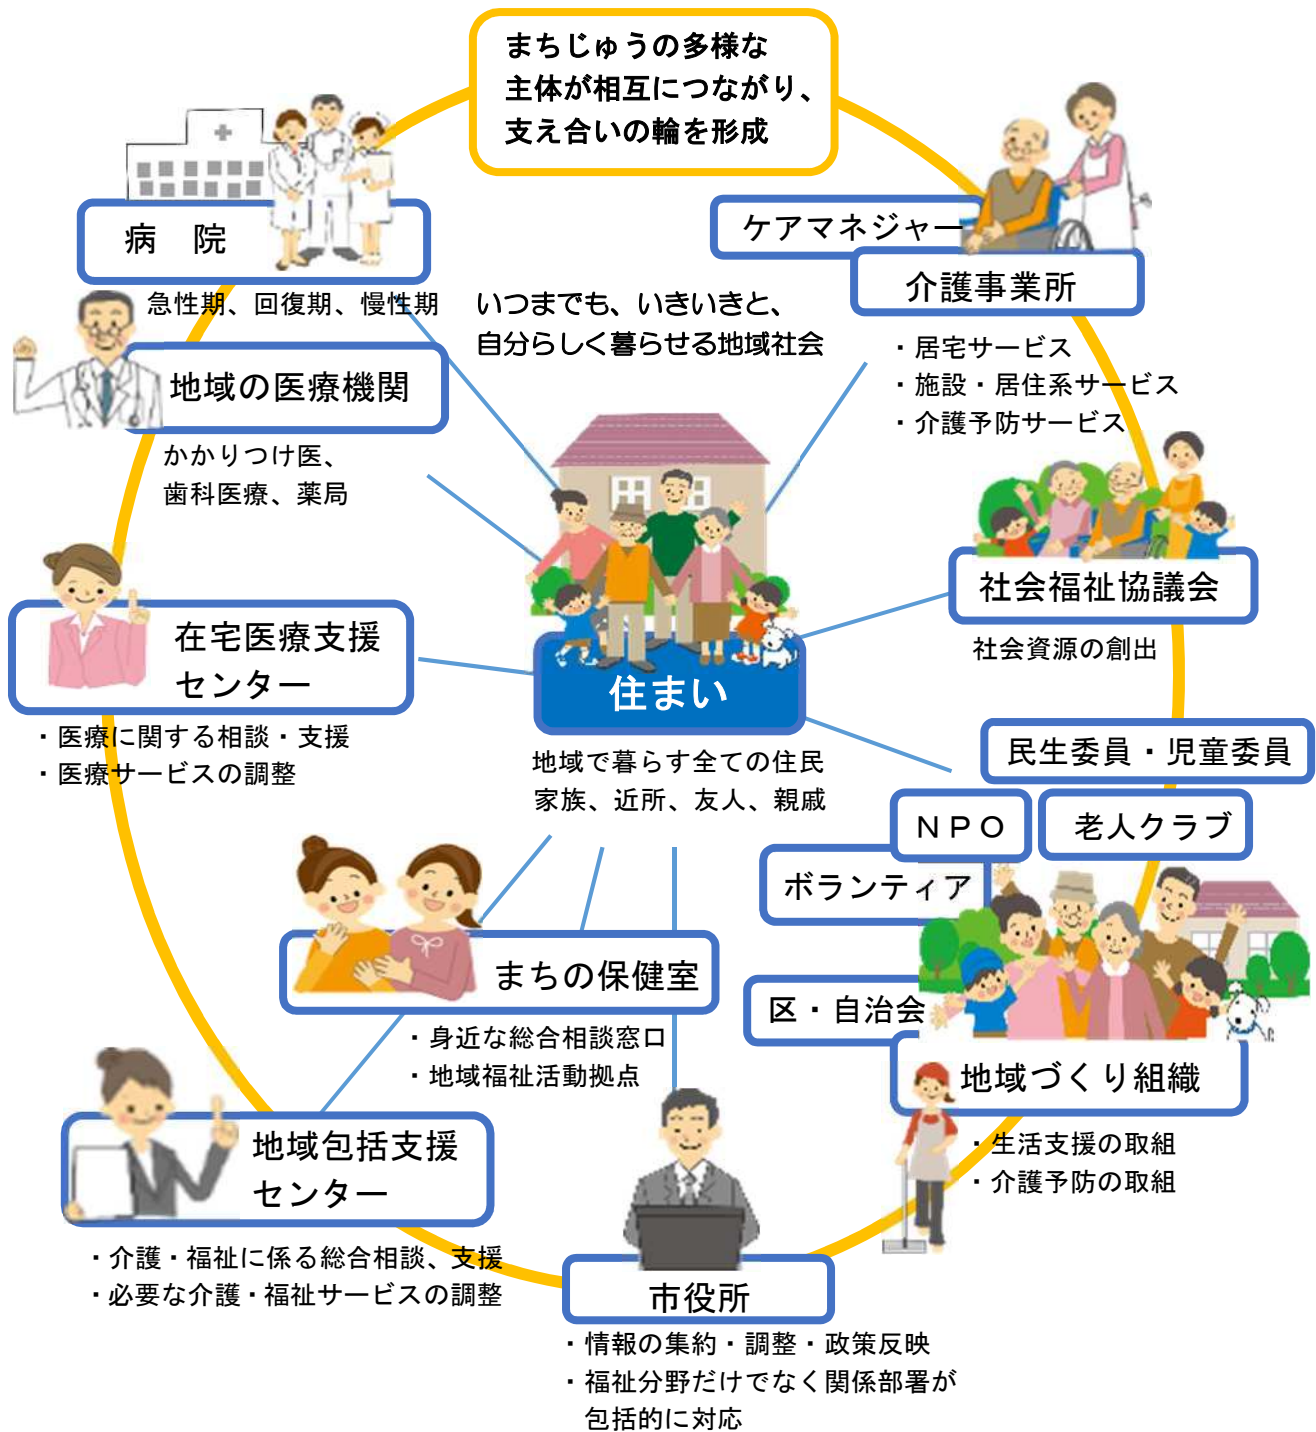 まちじゅうの多様な
主体が相互につながり、
支え合いの輪を形成
病　院
急性期、回復期、慢性期
地域の医療機関
かかりつけ医、
歯科医療、薬局
いつまでも、いきいきと、
自分らしく暮らせる地域社会
ケアマネジャー
介護事業所
・居宅サービス
・施設・居住系サービス
・介護予防サービス
社会福祉協議会
社会資源の創出
在宅医療支援
センター
・医療に関する相談・支援
・医療サービスの調整
住まい
地域で暮らす全ての住民
家族、近所、友人、親戚
民生委員・児童委員
ＮＰＯ
老人クラブ
ボランティア
区・自治会
地域づくり組織
・生活支援の取組
・介護予防の取組
まちの保健室
・身近な総合相談窓口
・地域福祉活動拠点
地域包括支援
センター
・介護・福祉に係る総合相談、支援
・必要な介護・福祉サービスの調整
市役所
・情報の集約・調整・政策反映
・福祉分野だけでなく関係部署が
包括的に対応